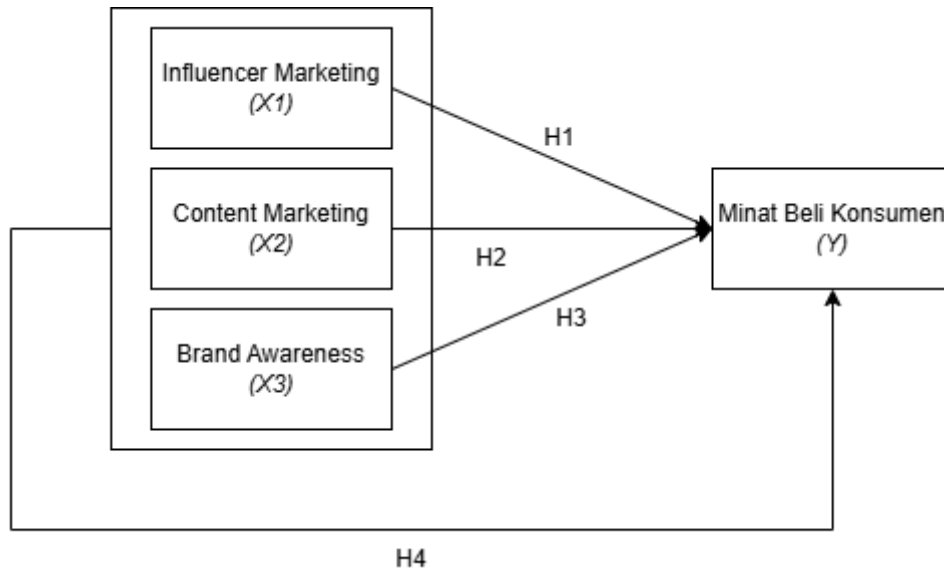 Influencer Marketing
(X1)
H1
Content Marketing
(X2)
H2
Minat Beli Konsumen
(Y)
Brand Awareness
(X3)
H3
H4